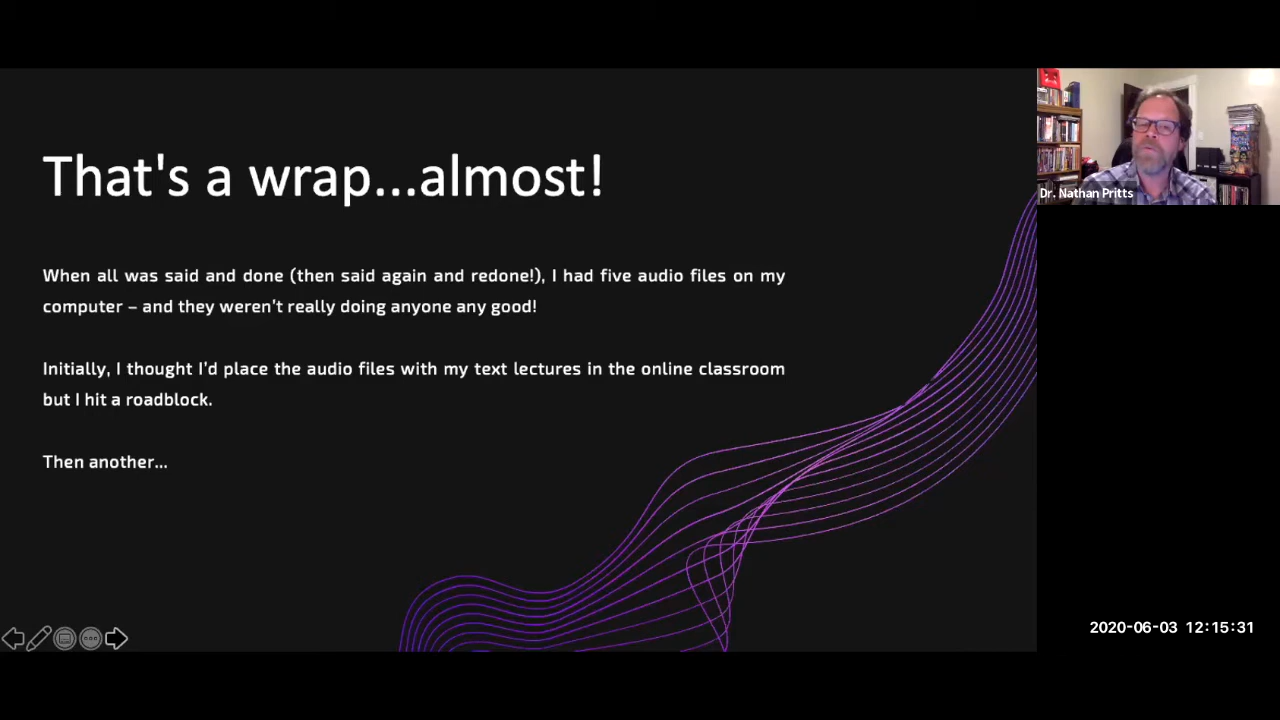 That's a wrap...almost!
When all was said and done (then said again and redone!), I had five audio files on my
computer – and they weren’t really doing anyone any good!
Initially, I thought I’d place the audio files with my text lectures in the online classroom
but I hit a roadblock.
Then another...
Dr. Nathan Pritts
2020-06-03 12:15:31